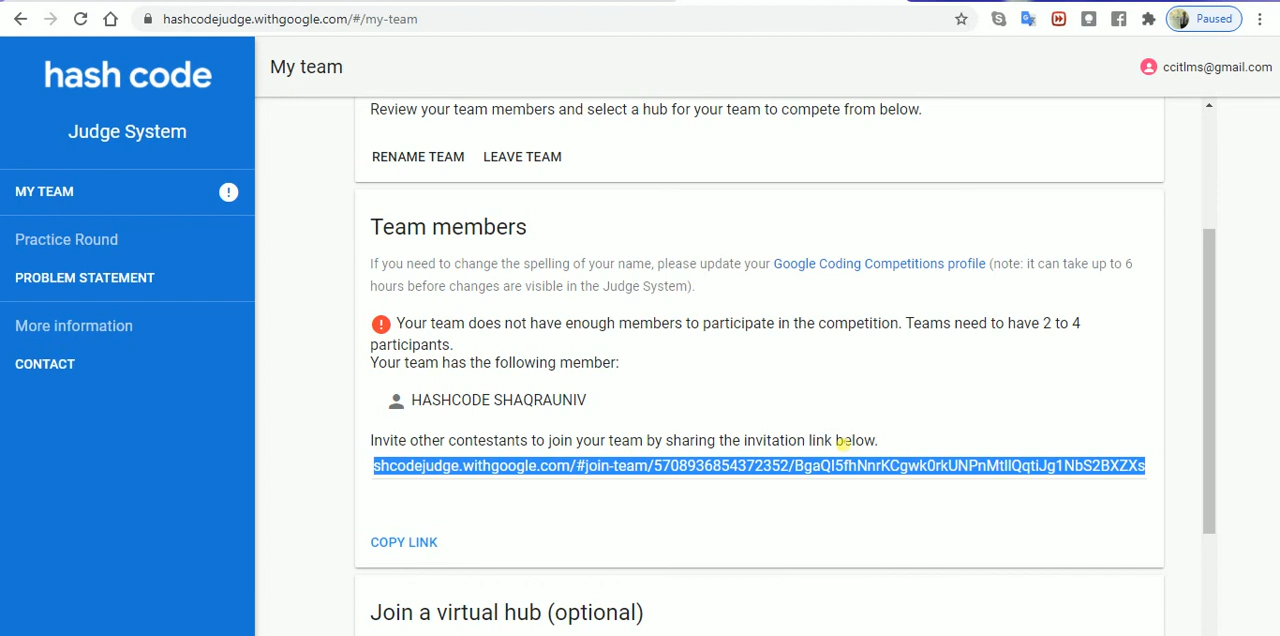 hashcodejudge.withgoogle.com/#/my-team
Paused
hash code
Judge System
MY TEAM
Practice Round
PROBLEM STATEMENT
More information
CONTACT
My team
ccitlms@gmail.com
Review your team members and select a hub for your team to compete from below.
RENAME TEAM LEAVE TEAM
Team members
If you need to change the spelling of your name, please update your Google Coding Competitions profile (note: it can take up to 6
hours before changes are visible in the Judge System).
Your team does not have enough members to participate in the competition. Teams need to have 2 to 4
participants.
Your team has the following member:
HASHCODE SHAQRAUNIV
Invite other contestants to join your team by sharing the invitation link below.
shcodejudge.withgoogle.com/#join-team/5708936854372352/BgaQI5fhNnrKCgwk0rkUNPnMtIlQqtiJg1NbS2BXZXs
COPY LINK
Join a virtual hub (optional)